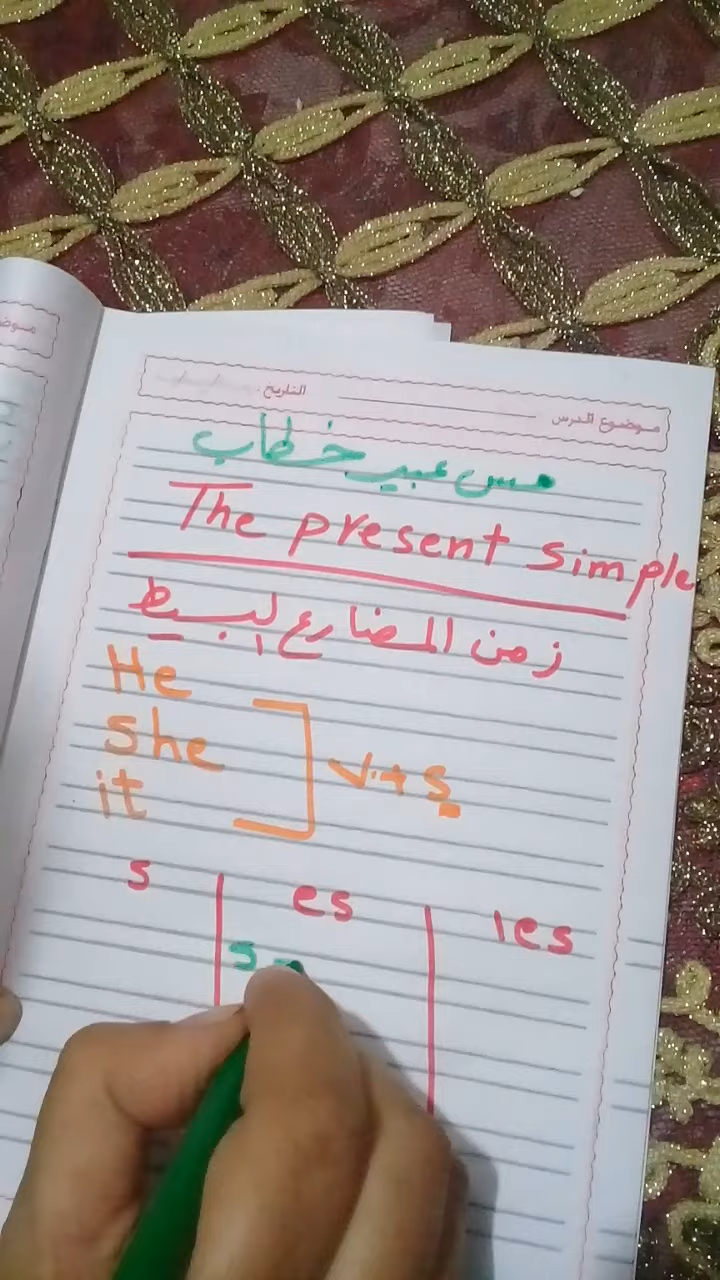 موضوع الدرس التاريخ
مس عبير خطاب
The present simple
زمن المضارع البسيط
He
she
it
V.+s
s es ies
s -